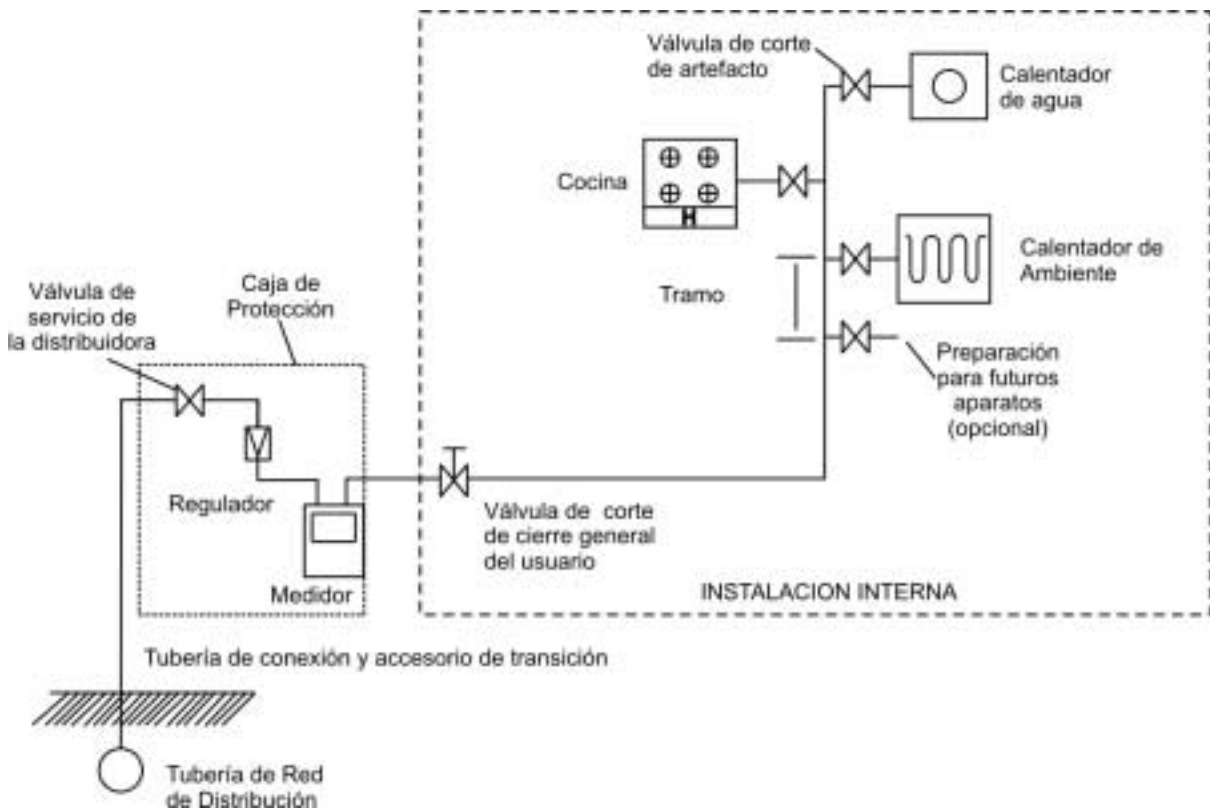 Válvula de corte
de artefacto
Calentador
de agua
Cocina
Calentador de
Ambiente
Tramo
Caja de
Protección
Válvula de
servicio de
la distribuidora
Preparación
para futuros
aparatos
(opcional)
Regulador
Válvula de corte
de cierre general
del usuario
Medidor
INSTALACION INTERNA
Tubería de conexión y accesorio de transición
Tubería de Red
de Distribución